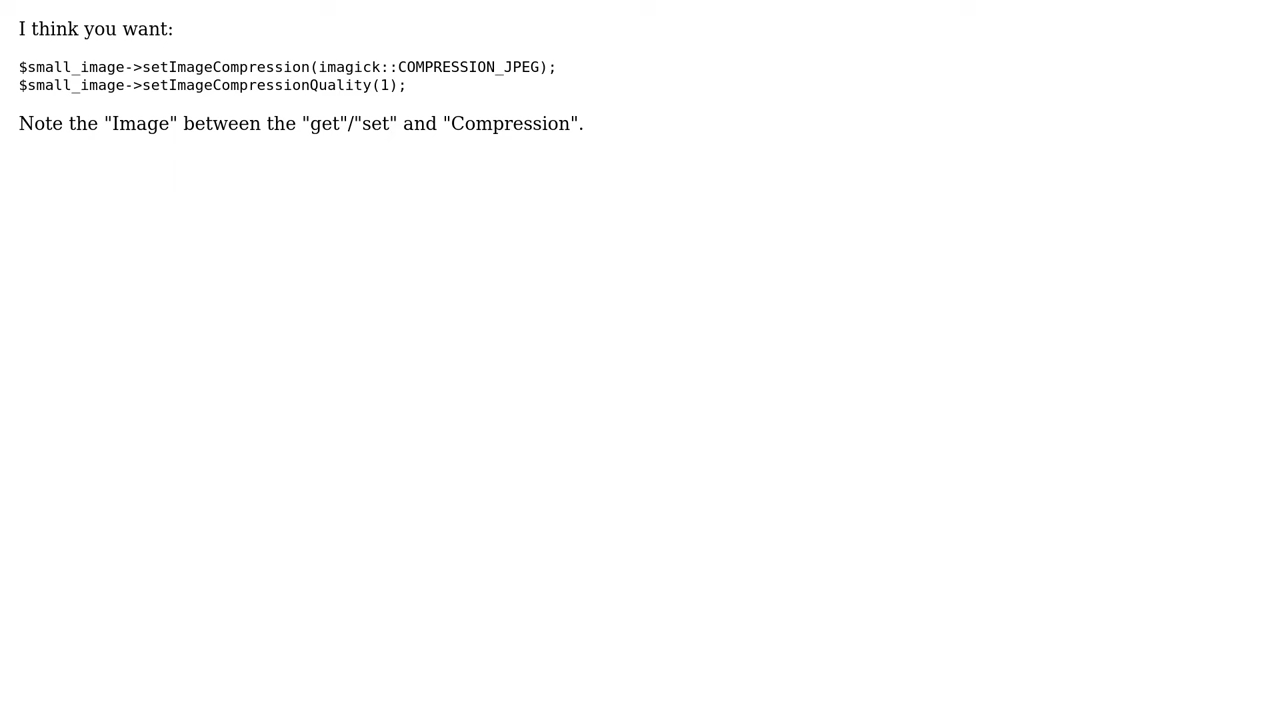 I think you want:
$small_image->setImageCompression(imagick::COMPRESSION_JPEG);
$small_image->setImageCompressionQuality(1);
Note the "Image" between the "get"/"set" and "Compression".